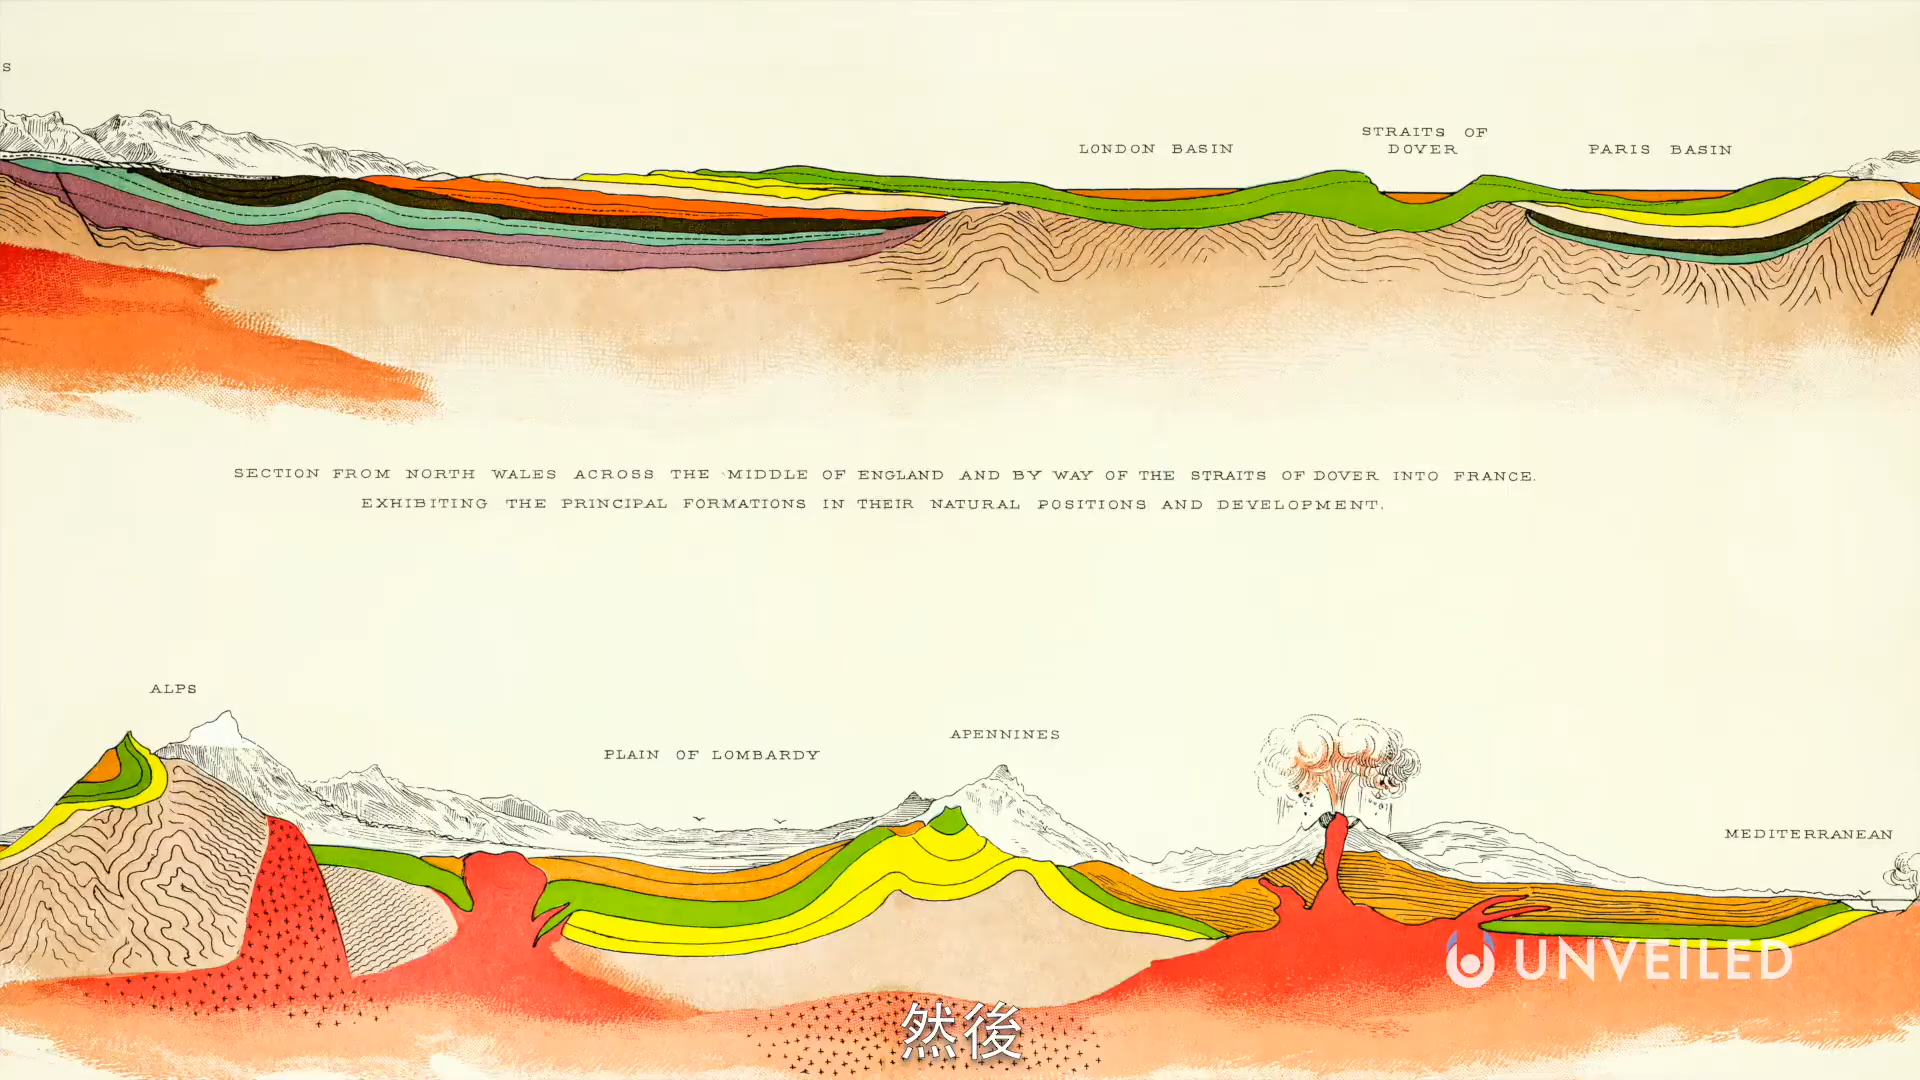 S
LONDON BASIN
STRAITS OF
DOVER
PARIS BASIN
SECTION FROM NORTH WALES ACROSS THE MIDDLE OF ENGLAND AND BY WAY OF THE STRAITS OF DOVER INTO FRANCE.
EXHIBITING THE PRINCIPAL FORMATIONS IN THEIR NATURAL POSITIONS AND DEVELOPMENT.
ALPS
PLAIN OF LOMBARDY
APENNINES
MEDITERRANEAN
UNVEILED
然後